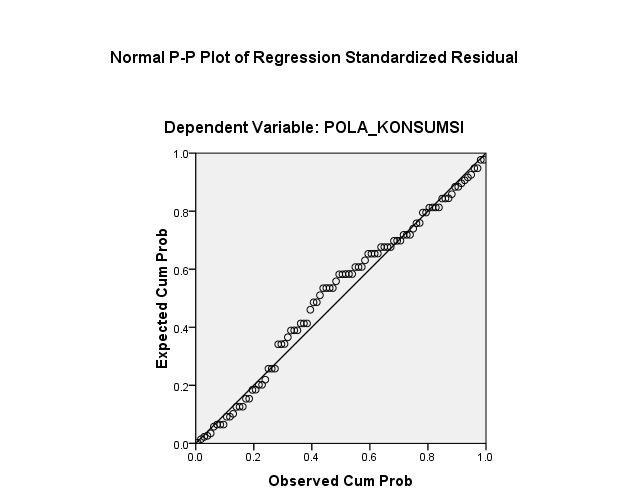 Normal P-P Plot of Regression Standardized Residual
Dependent Variable: POLA_KONSUMSI
1.0
0.8
0.6
0.4
0.2
0.0
Expected Cum Prob
0.0 0.2 0.4 0.6 0.8 1.0
Observed Cum Prob